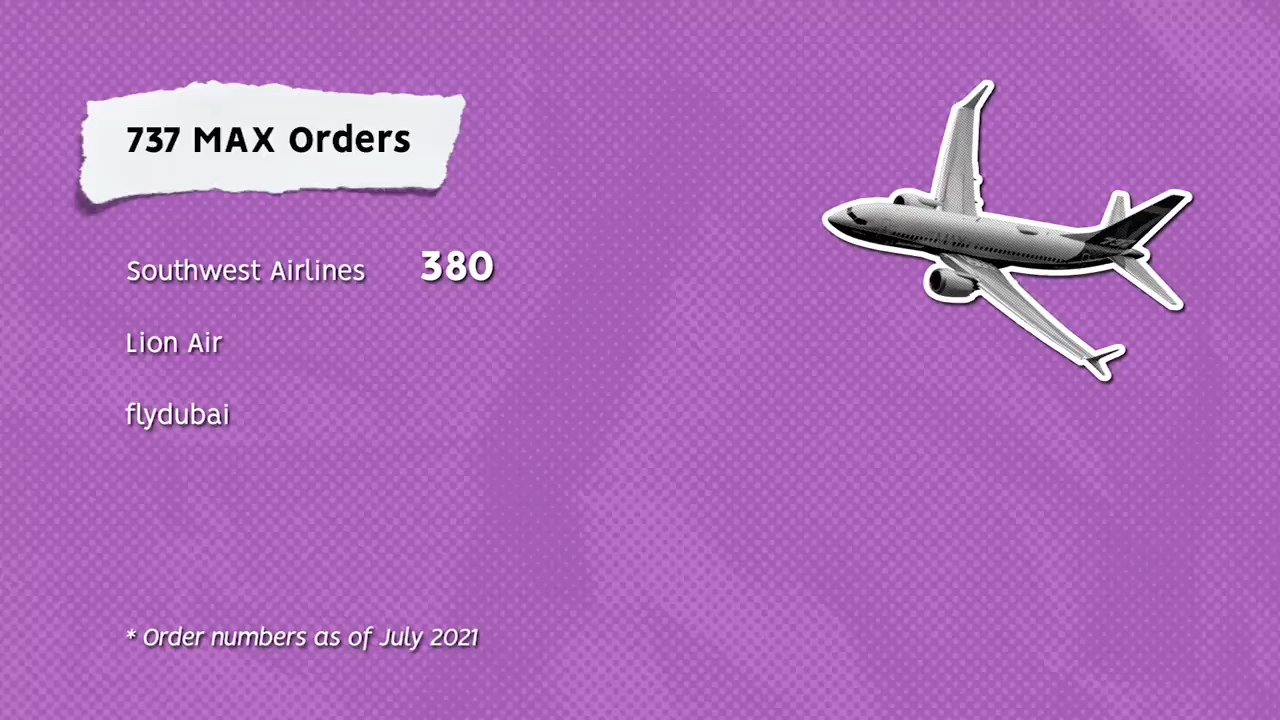 737 MAX Orders
Southwest Airlines 380
Lion Air
flydubai
* Order numbers as of July 2021